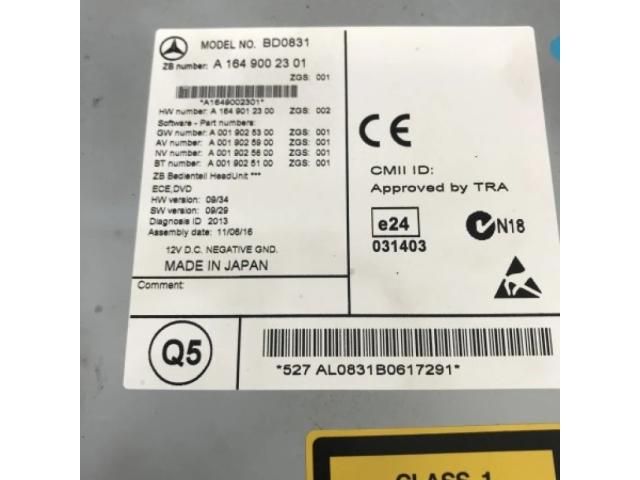 MODEL NO. BD0831
ZB number: A 164 900 23 01
ZGS: 001
*A1649002301*
HW number: A 164 901 23 00 ZGS: 002
Software - Part numbers:
GW number: A 001 902 53 00 ZGS: 001
AV number: A 001 902 59 00 ZGS: 001
NV number: A 001 902 56 00 ZGS: 001
BT number: A 001 902 51 00 ZGS: 001
ZB Bedienteil HeadUnit ***
ECE,DVD
HW version: 09/34
SW version: 09/29
Diagnosis ID 2013
Assembly date: 11/06/16
12V D.C. NEGATIVE GND.
MADE IN JAPAN
Comment:
CE
CMII ID:
Approved by TRA
e24
031403
N18
Q5
*527 AL0831B0617291*
CLASS 1